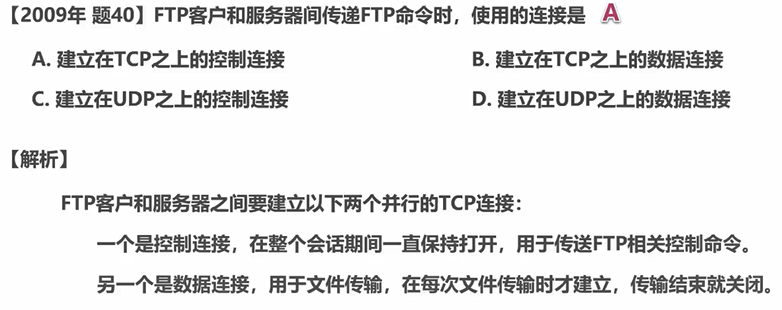 【2009年 题40】FTP客户和服务器间传递FTP命令时，使用的连接是 A
A. 建立在TCP之上的控制连接 B. 建立在TCP之上的数据连接
C. 建立在UDP之上的控制连接 D. 建立在UDP之上的数据连接
【解析】
FTP客户和服务器之间要建立以下两个并行的TCP连接：
一个是控制连接，在整个会话期间一直保持打开，用于传送FTP相关控制命令。
另一个是数据连接，用于文件传输，在每次文件传输时才建立，传输结束就关闭。